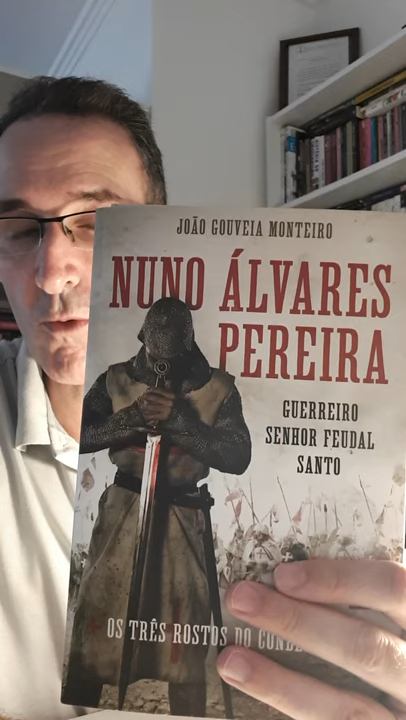 JOÃO GOUVEIA MONTEIRO
NUNO ÁLVARES
PEREIRA
GUERREIRO
SENHOR FEUDAL
SANTO
OS TRÊS ROSTOS DO